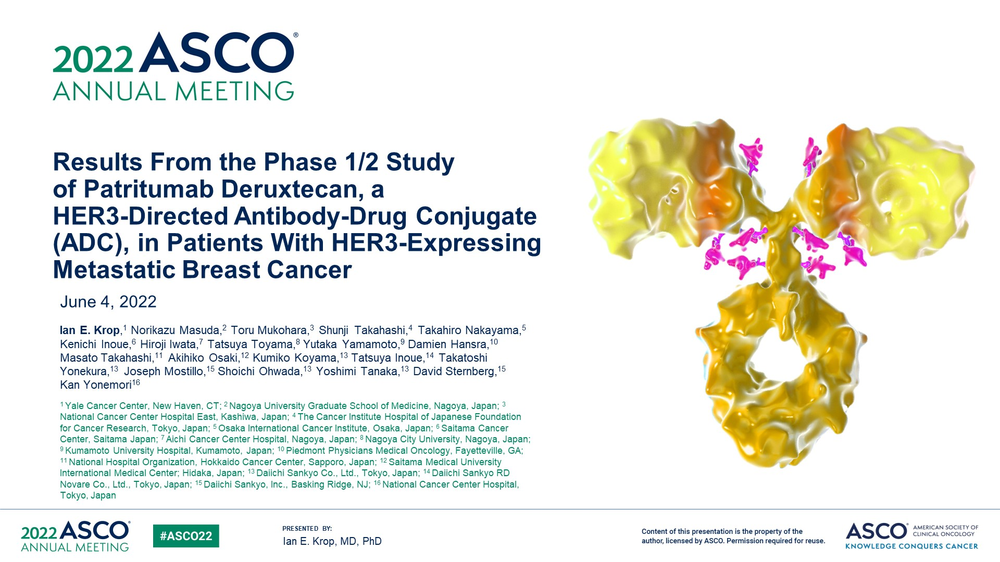 2022 ASCO®
ANNUAL MEETING
Results From the Phase 1/2 Study
of Patritumab Deruxtecan, a
HER3-Directed Antibody-Drug Conjugate
(ADC), in Patients With HER3-Expressing
Metastatic Breast Cancer
June 4, 2022
Ian E. Krop,1 Norikazu Masuda,2 Toru Mukohara,3 Shunji Takahashi,4 Takahiro Nakayama,5
Kenichi Inoue,6 Hiroji Iwata,7 Tatsuya Toyama,8 Yutaka Yamamoto,9 Damien Hansra,10
Masato Takahashi,11 Akihiko Osaki,12 Kumiko Koyama,13 Tatsuya Inoue,14 Takatoshi
Yonekura,13 Joseph Mostillo,15 Shoichi Ohwada,13 Yoshimi Tanaka,13 David Sternberg,15
Kan Yonemori16
1 Yale Cancer Center, New Haven, CT; 2 Nagoya University Graduate School of Medicine, Nagoya, Japan; 3
National Cancer Center Hospital East, Kashiwa, Japan; 4 The Cancer Institute Hospital of Japanese Foundation
for Cancer Research, Tokyo, Japan; 5 Osaka International Cancer Institute, Osaka, Japan; 6 Saitama Cancer
Center, Saitama Japan; 7 Aichi Cancer Center Hospital, Nagoya, Japan; 8 Nagoya City University, Nagoya, Japan;
9 Kumamoto University Hospital, Kumamoto, Japan; 10 Piedmont Physicians Medical Oncology, Fayetteville, GA;
11 National Hospital Organization, Hokkaido Cancer Center, Sapporo, Japan; 12 Saitama Medical University
International Medical Center; Hidaka, Japan; 13 Daiichi Sankyo Co., Ltd., Tokyo, Japan; 14 Daiichi Sankyo RD
Novare Co., Ltd., Tokyo, Japan; 15 Daiichi Sankyo, Inc., Basking Ridge, NJ; 16 National Cancer Center Hospital,
Tokyo, Japan
2022 ASCO®
ANNUAL MEETING
#ASCO22
PRESENTED BY:
Ian E. Krop, MD, PhD
Content of this presentation is the property of the
author, licensed by ASCO. Permission required for reuse.
ASCO®
AMERICAN SOCIETY OF
CLINICAL ONCOLOGY
KNOWLEDGE CONQUERS CANCER